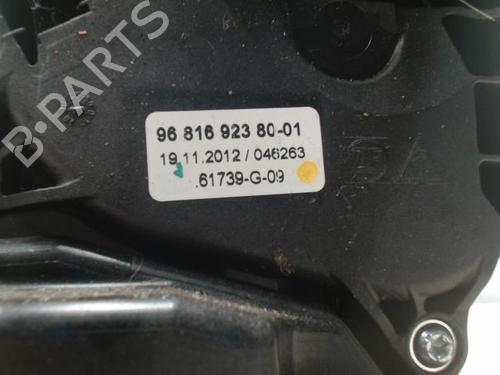 96 816 923 80-01
19.11.2012 / 046263
.61739-G-09
B-PARTS